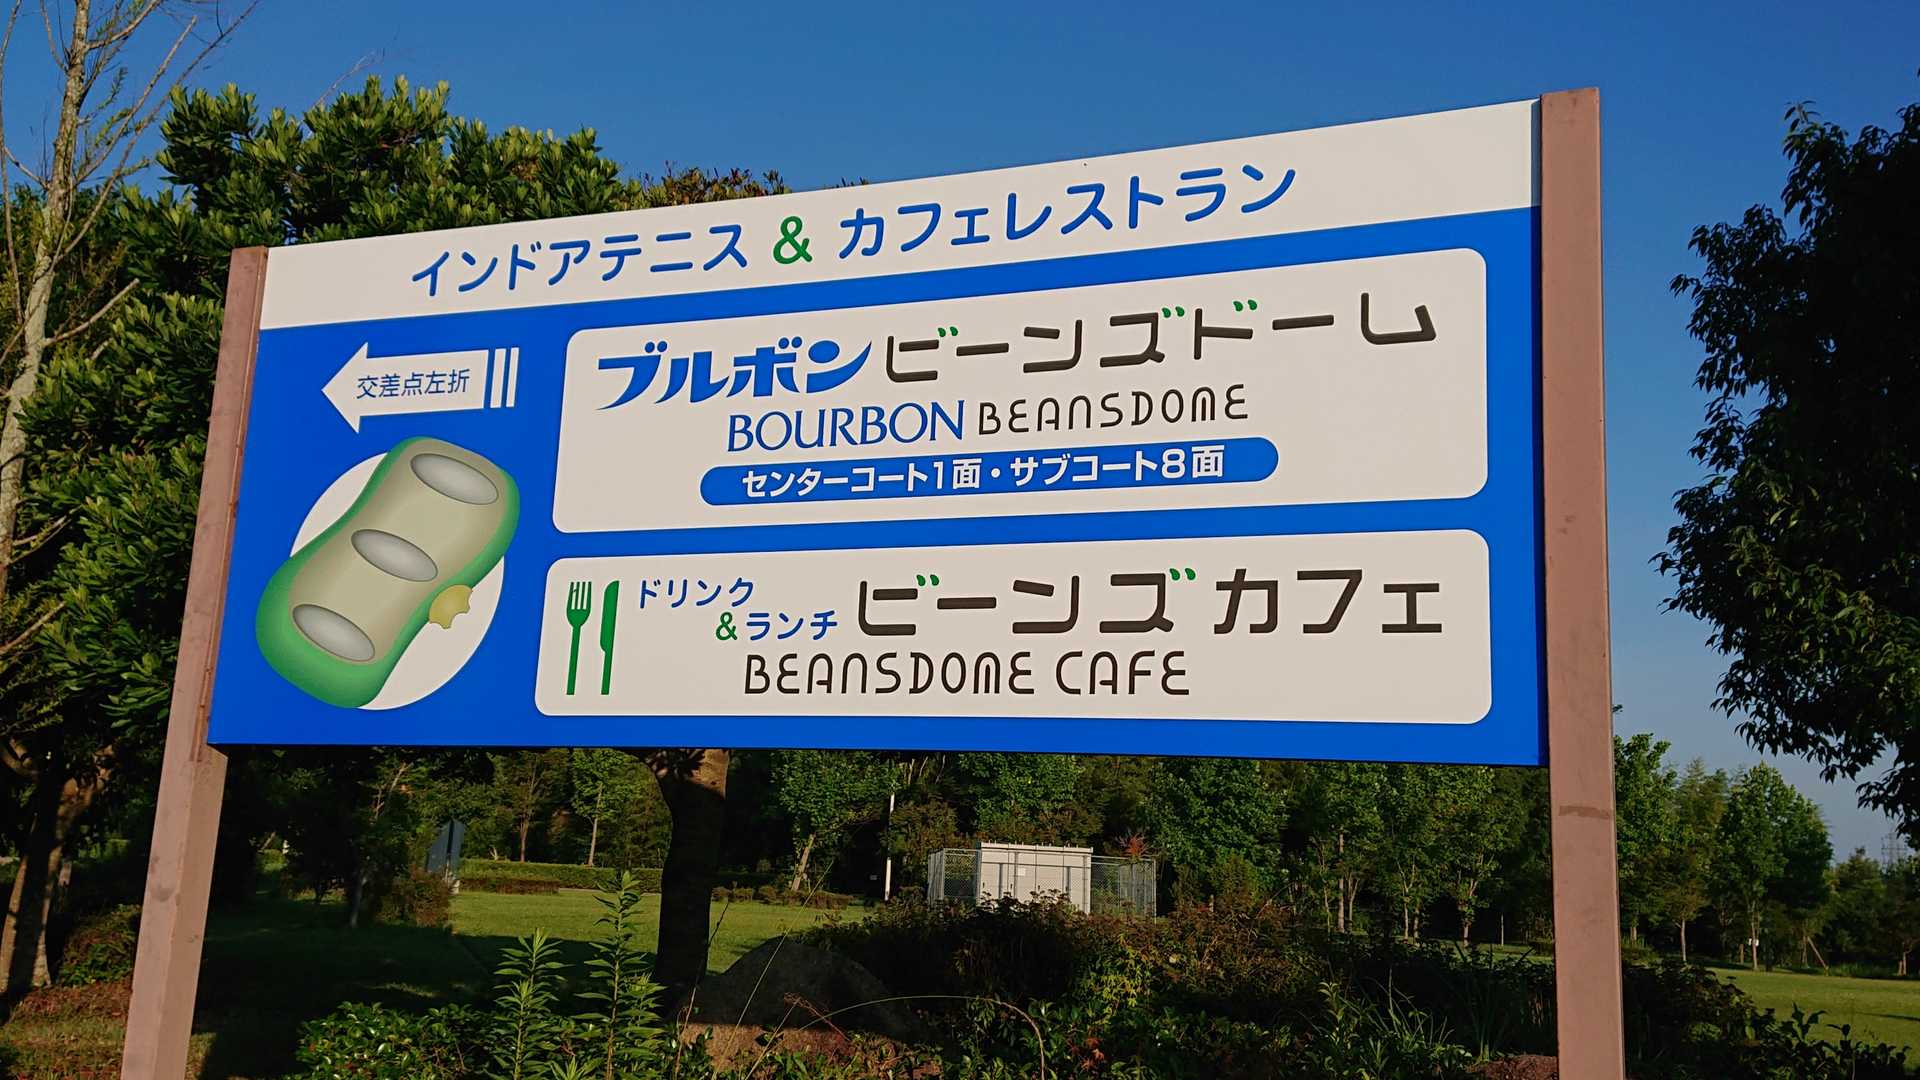 インドアテニス & カフェレストラン
交差点左折
ブルボンビーンズドーム
BOURBON BEANSDOME
センターコート1面・サブコート8面
ドリンク
&ランチ
ビーンズカフェ
BEANSDOME CAFE